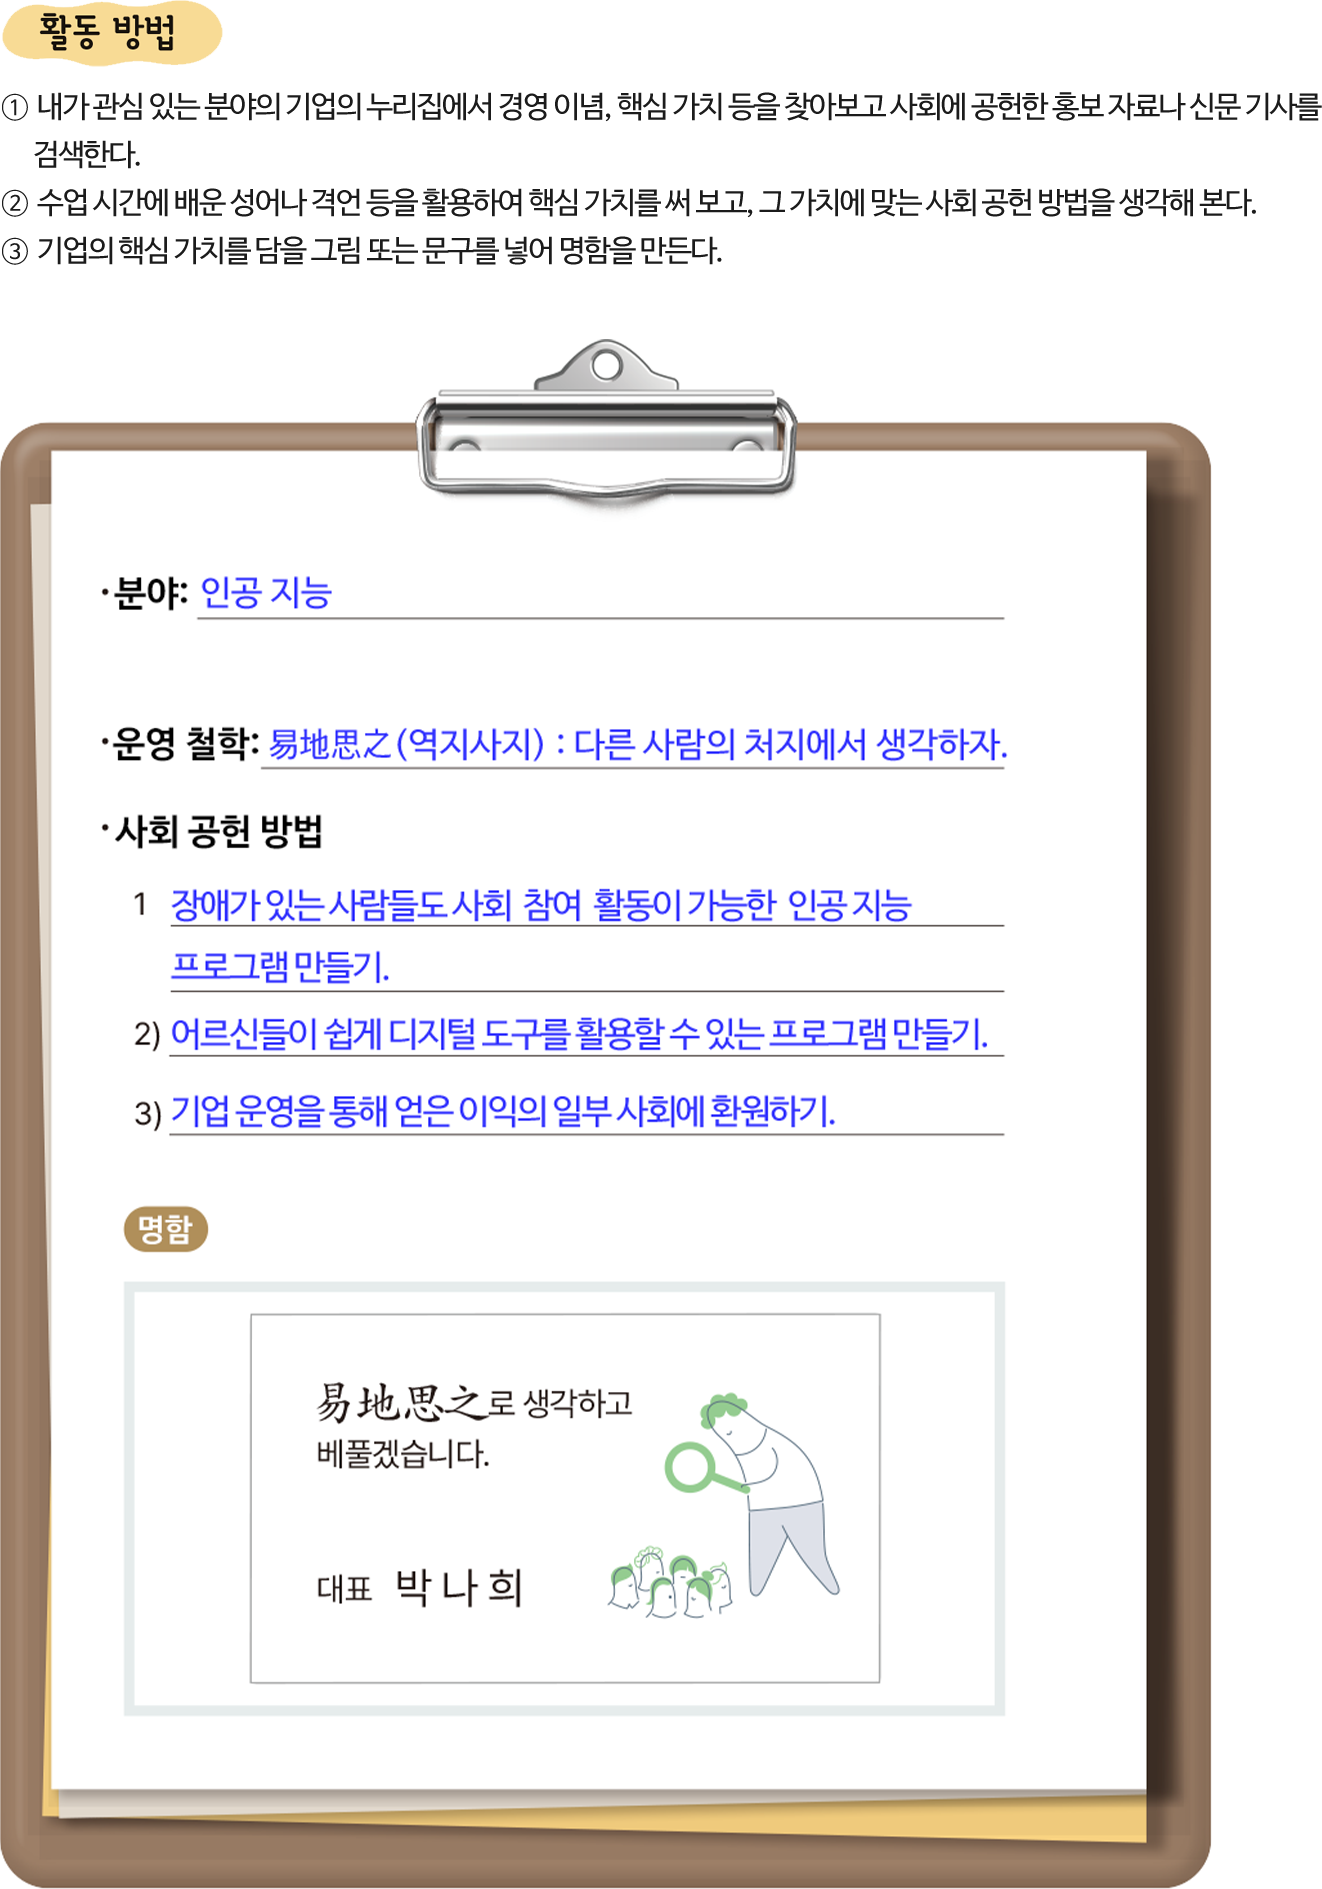 활동 방법
① 내가 관심 있는 분야의 기업의 누리집에서 경영 이념, 핵심 가치 등을 찾아보고 사회에 공헌한 홍보 자료나 신문 기사를
검색한다.
② 수업 시간에 배운 성어나 격언 등을 활용하여 핵심 가치를 써 보고, 그 가치에 맞는 사회 공헌 방법을 생각해 본다.
③ 기업의 핵심 가치를 담을 그림 또는 문구를 넣어 명함을 만든다.
·분야: 인공 지능
·운영 철학: 易地思之(역지사지) : 다른 사람의 처지에서 생각하자.
·사회 공헌 방법
1 장애가 있는 사람들도 사회 참여 활동이 가능한 인공 지능
프로그램 만들기.
2) 어르신들이 쉽게 디지털 도구를 활용할 수 있는 프로그램 만들기.
3) 기업 운영을 통해 얻은 이익의 일부 사회에 환원하기.
명함
易地思之로 생각하고
베풀겠습니다.
대표 박나희